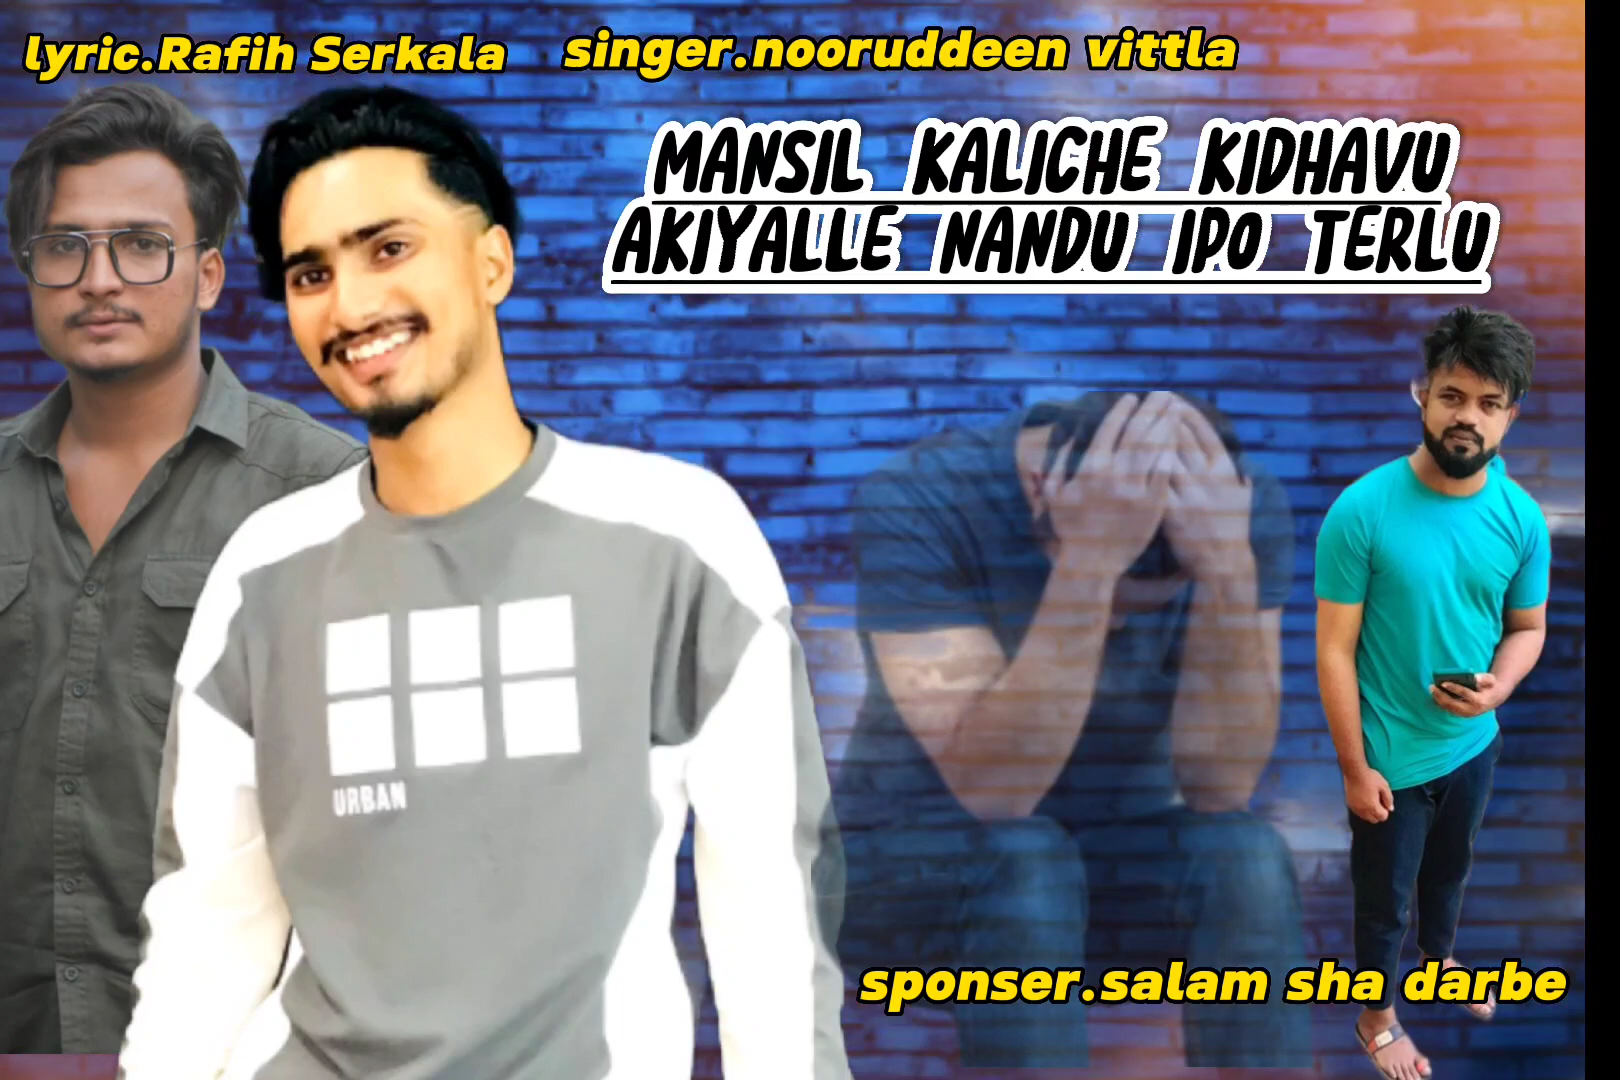 lyric.Rafih Serkala
singer.nooruddeen vittla
MANSIL KALICHE KIDHAVU
AKIYALLE NANDU IPO TERLU
URBAN
sponser.salam sha darbe